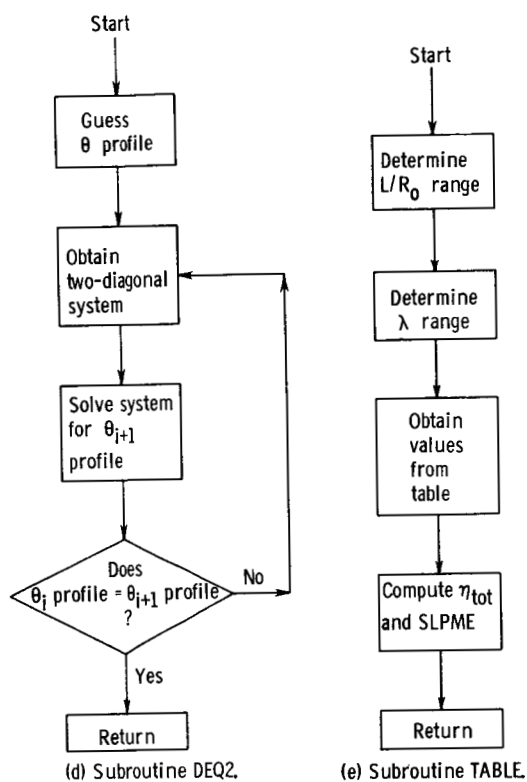 Start
Guess
θ profile
Obtain
two-diagonal
system
Solve system
for θi+1
profile
Does
θi profile = θi+1 profile
?
No
Yes
Return
(d) Subroutine DEQ2.
Start
Determine
L/Ro range
Determine
λ range
Obtain
values
from
table
Compute ηtot
and SLPME
Return
(e) Subroutine TABLE.